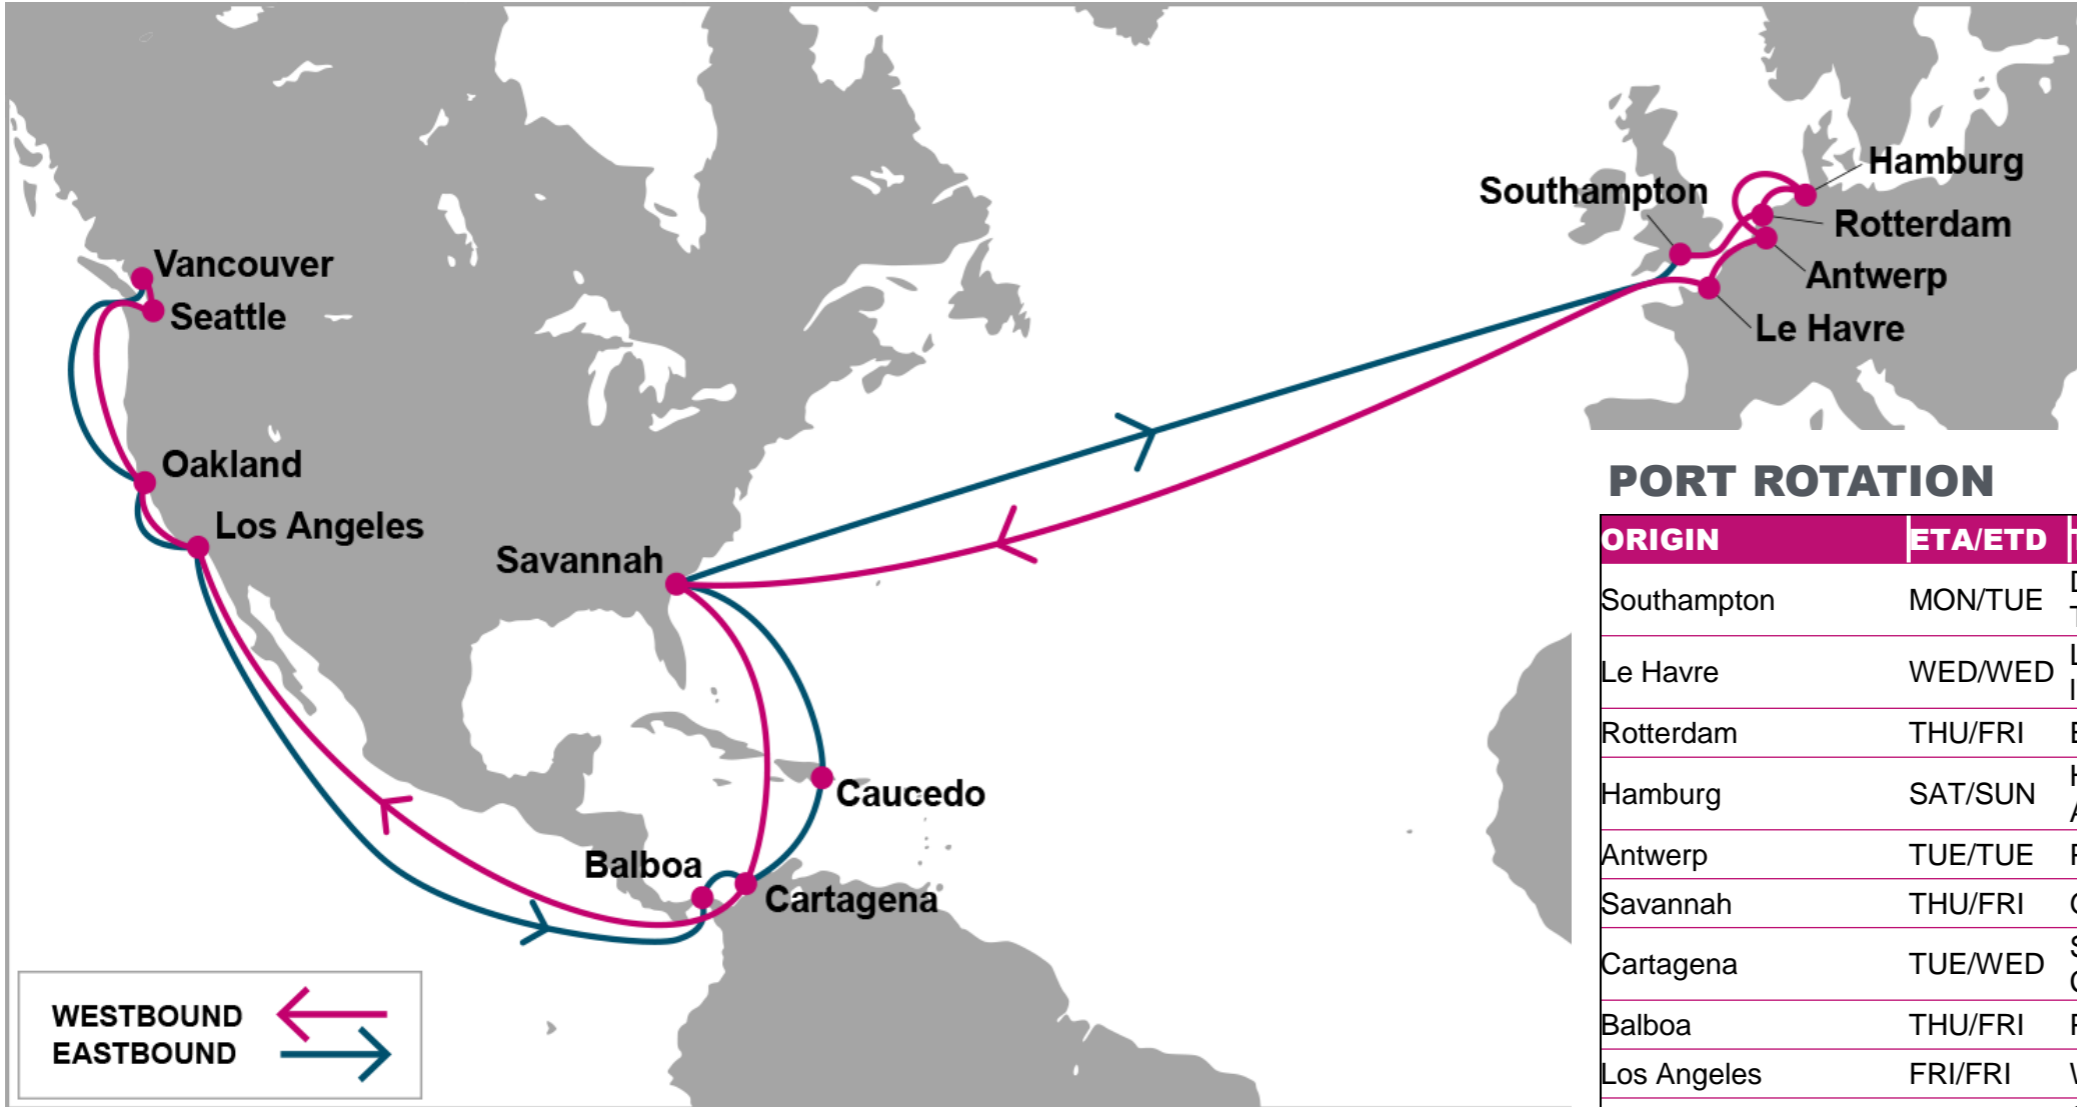 Hamburg
Southampton
Rotterdam
Antwerp
Le Havre
Vancouver
Seattle
Oakland
Los Angeles
Savannah
Caucedo
Balboa
Cartagena
WESTBOUND
EASTBOUND
PORT ROTATION
ORIGIN ETA/ETD
Southampton MON/TUE
Le Havre WED/WED
Rotterdam THU/FRI
Hamburg SAT/SUN
Antwerp TUE/TUE
Savannah THU/FRI
Cartagena TUE/WED
Balboa THU/FRI
Los Angeles FRI/FRI